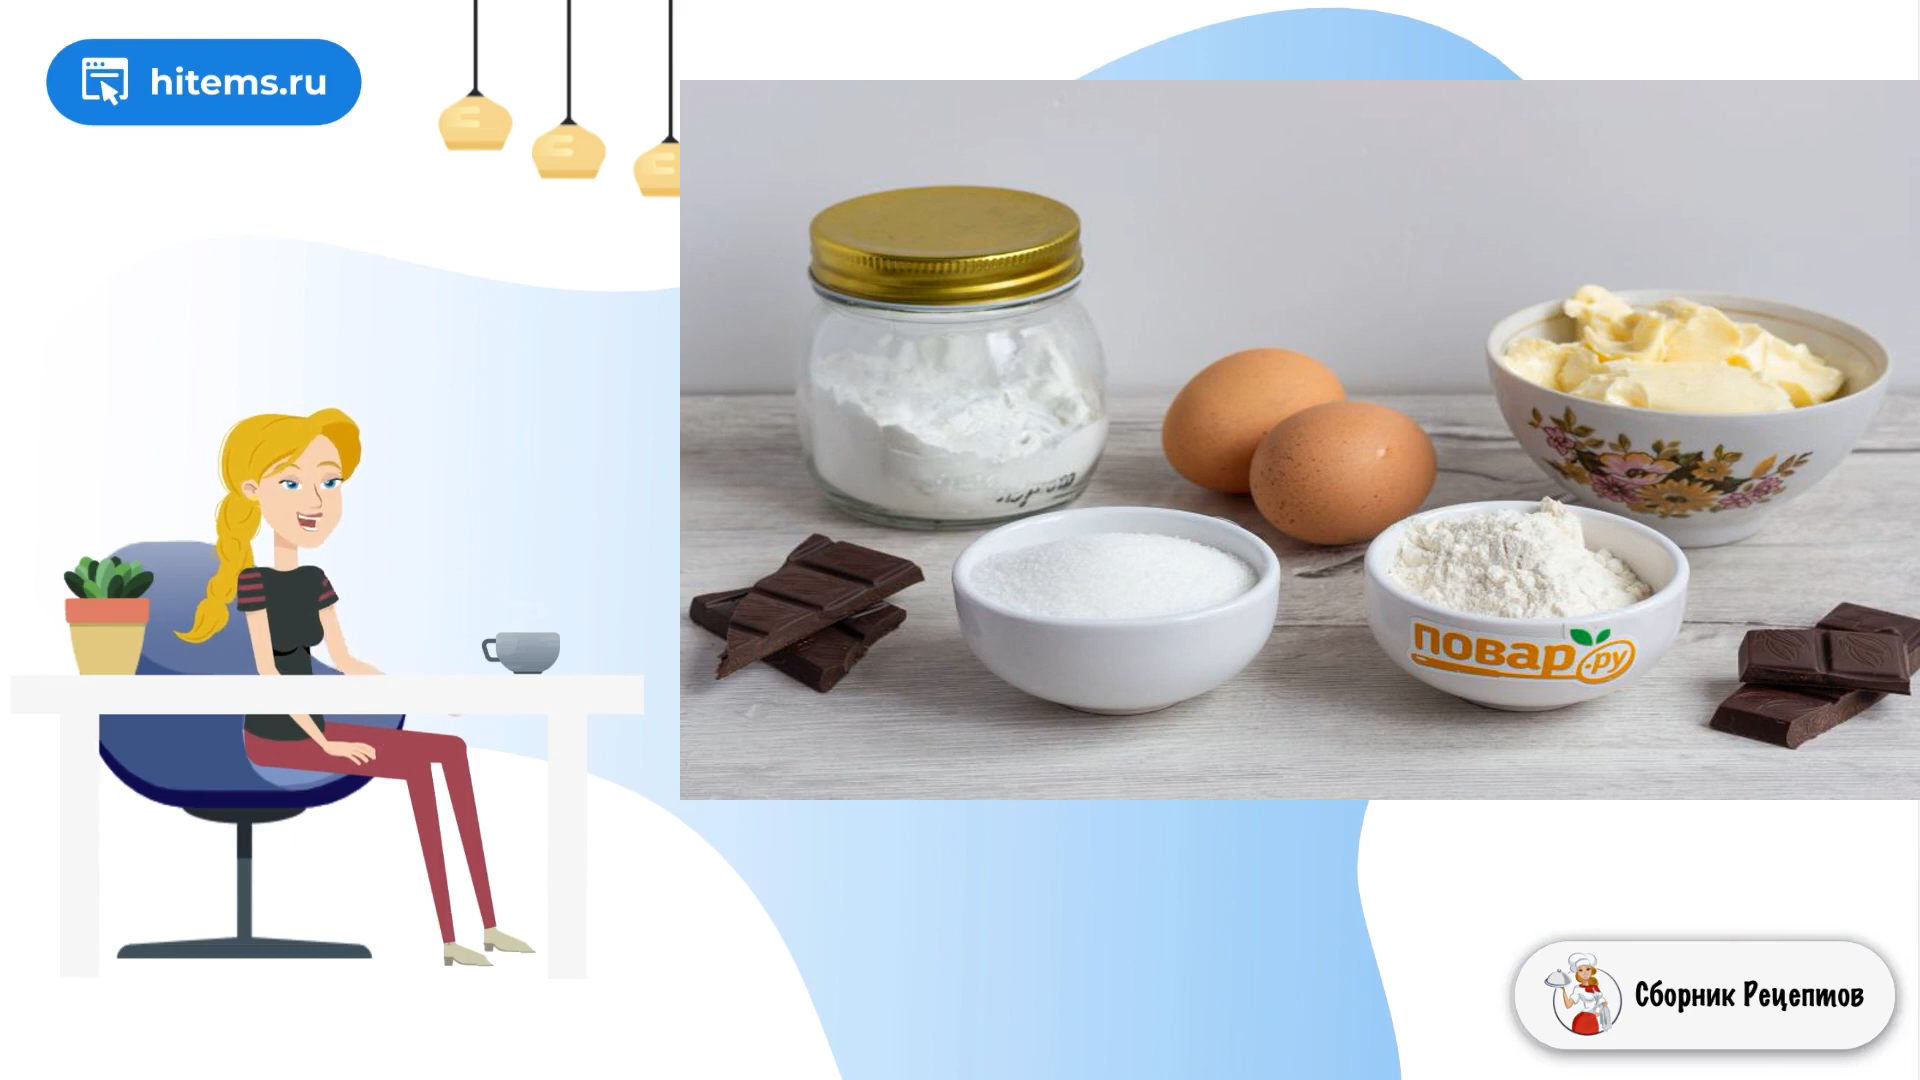 hitems.ru
повар.ру
Сборник Рецептов